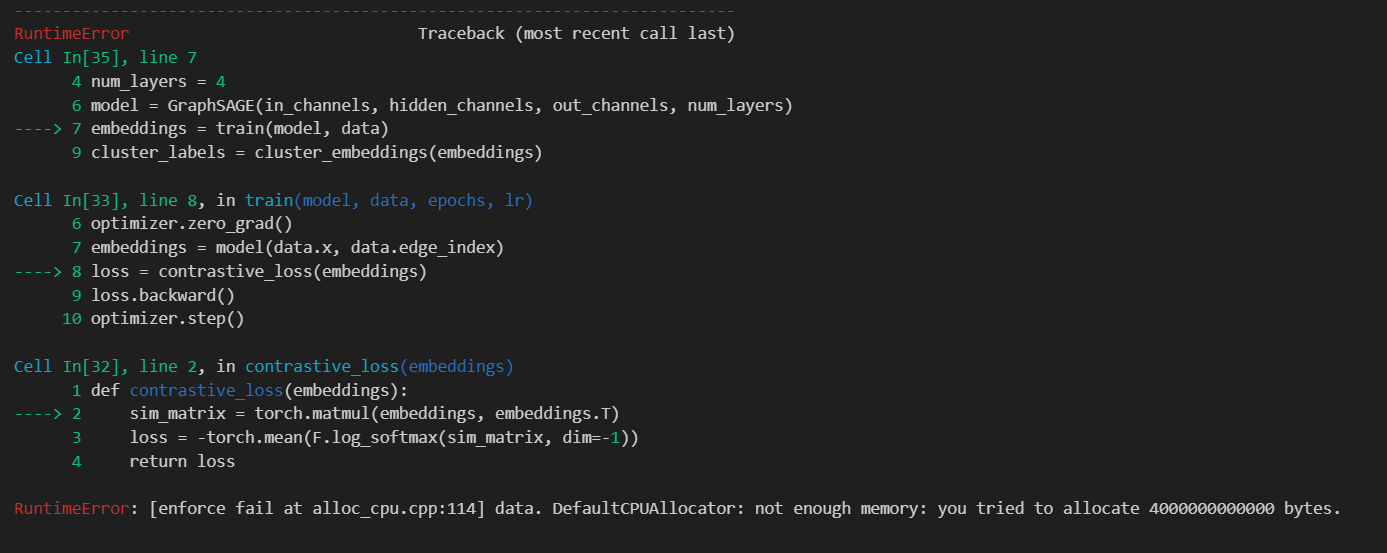 ---------------------------------------------------------------------------
RuntimeError                              Traceback (most recent call last)
Cell In[35], line 7
      4 num_layers = 4
      6 model = GraphSAGE(in_channels, hidden_channels, out_channels, num_layers)
----> 7 embeddings = train(model, data)
      9 cluster_labels = cluster_embeddings(embeddings)

Cell In[33], line 8, in train(model, data, epochs, lr)
      6 optimizer.zero_grad()
      7 embeddings = model(data.x, data.edge_index)
----> 8 loss = contrastive_loss(embeddings)
      9 loss.backward()
     10 optimizer.step()

Cell In[32], line 2, in contrastive_loss(embeddings)
      1 def contrastive_loss(embeddings):
----> 2     sim_matrix = torch.matmul(embeddings, embeddings.T)
      3     loss = -torch.mean(F.log_softmax(sim_matrix, dim=-1))
      4     return loss

RuntimeError: [enforce fail at alloc_cpu.cpp:114] data. DefaultCPUAllocator: not enough memory: you tried to allocate 4000000000000 bytes.